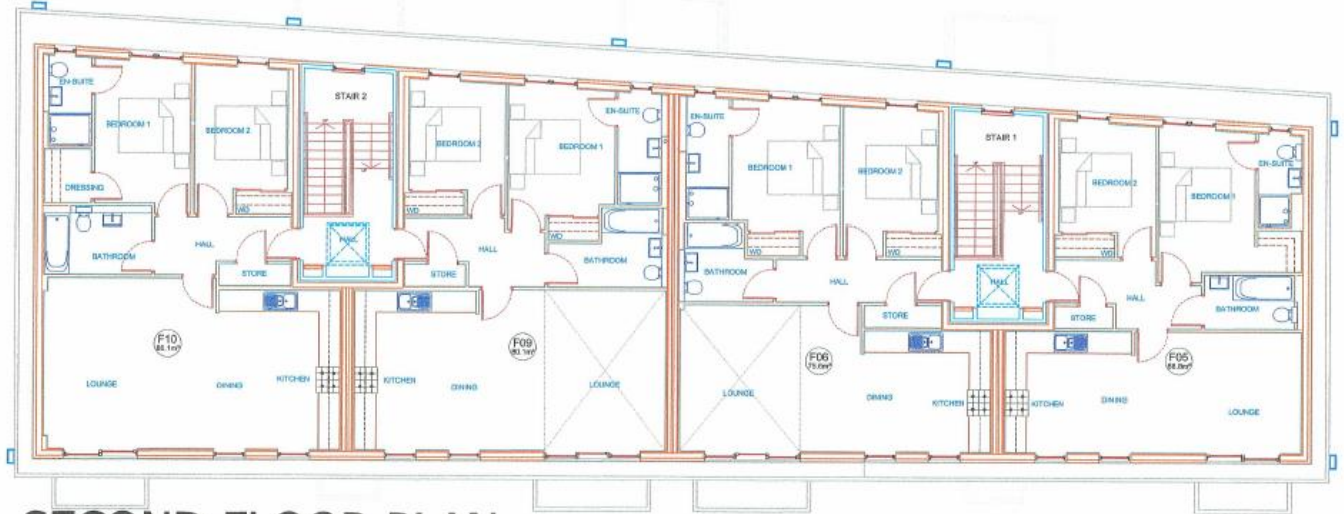 EN-SUITE
BEDROOM 1
BEDROOM 2
DRESSING
WD
BATHROOM
HALL
STORE
STAIR 2
HALL
BEDROOM 2
BEDROOM 1
EN-SUITE
WD
WD
HALL
STORE
BATHROOM
EN-SUITE
BEDROOM 1
BEDROOM 2
WD
WD
BATHROOM
HALL
STORE
STAIR 1
HALL
BEDROOM 2
BEDROOM 1
EN-SUITE
WD
HALL
STORE
BATHROOM
F10
LOUNGE
DINING
KITCHEN
F09
KITCHEN
DINING
LOUNGE
F06
LOUNGE
DINING
KITCHEN
F05
KITCHEN
DINING
LOUNGE
SECOND FLOOR PLAN